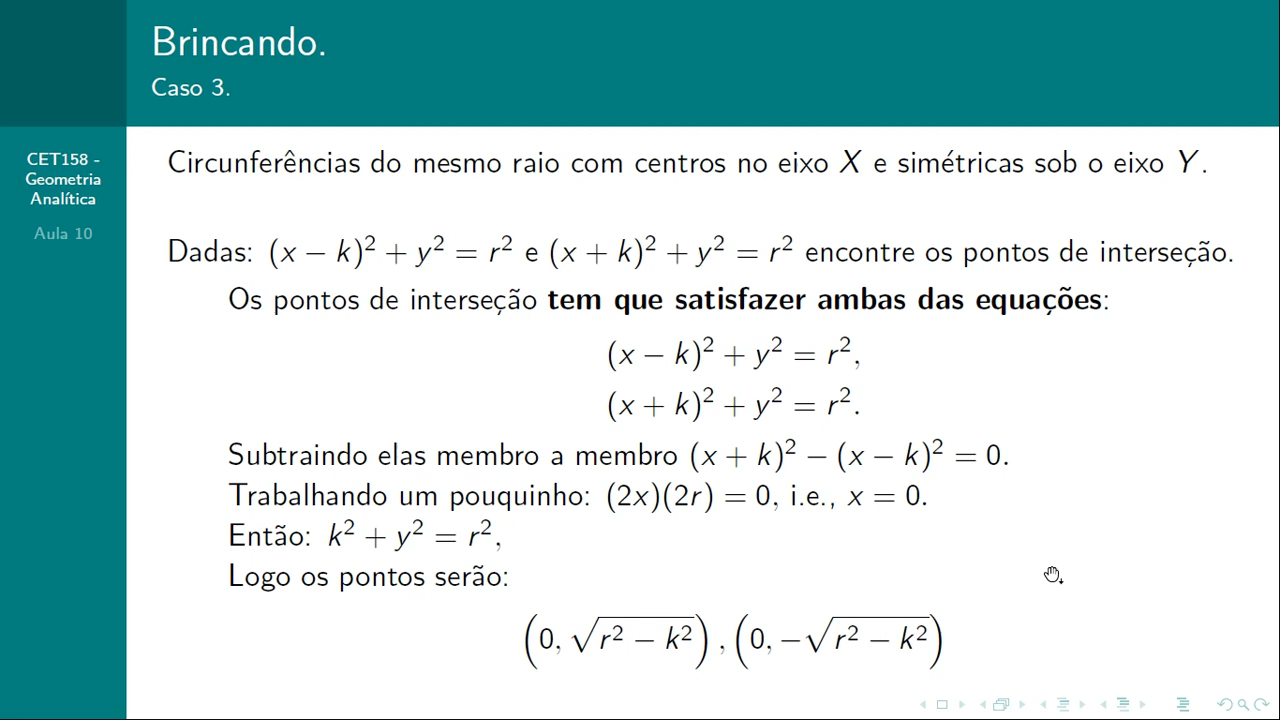 Brincando.
Caso 3.
CET158 -
Geometria
Analítica
Aula 10
Circunferências do mesmo raio com centros no eixo X e simétricas sob o eixo Y.
Dadas: (x − k)² + y² = r² e (x + k)² + y² = r² encontre os pontos de interseção.
Os pontos de interseção tem que satisfazer ambas das equações:
(x − k)² + y² = r²,
(x + k)² + y² = r².
Subtraindo elas membro a membro (x + k)² − (x − k)² = 0.
Trabalhando um pouquinho: (2x)(2r) = 0, i.e., x = 0.
Então: k² + y² = r²,
Logo os pontos serão:
(0, √(r² − k²)), (0, −√(r² − k²))